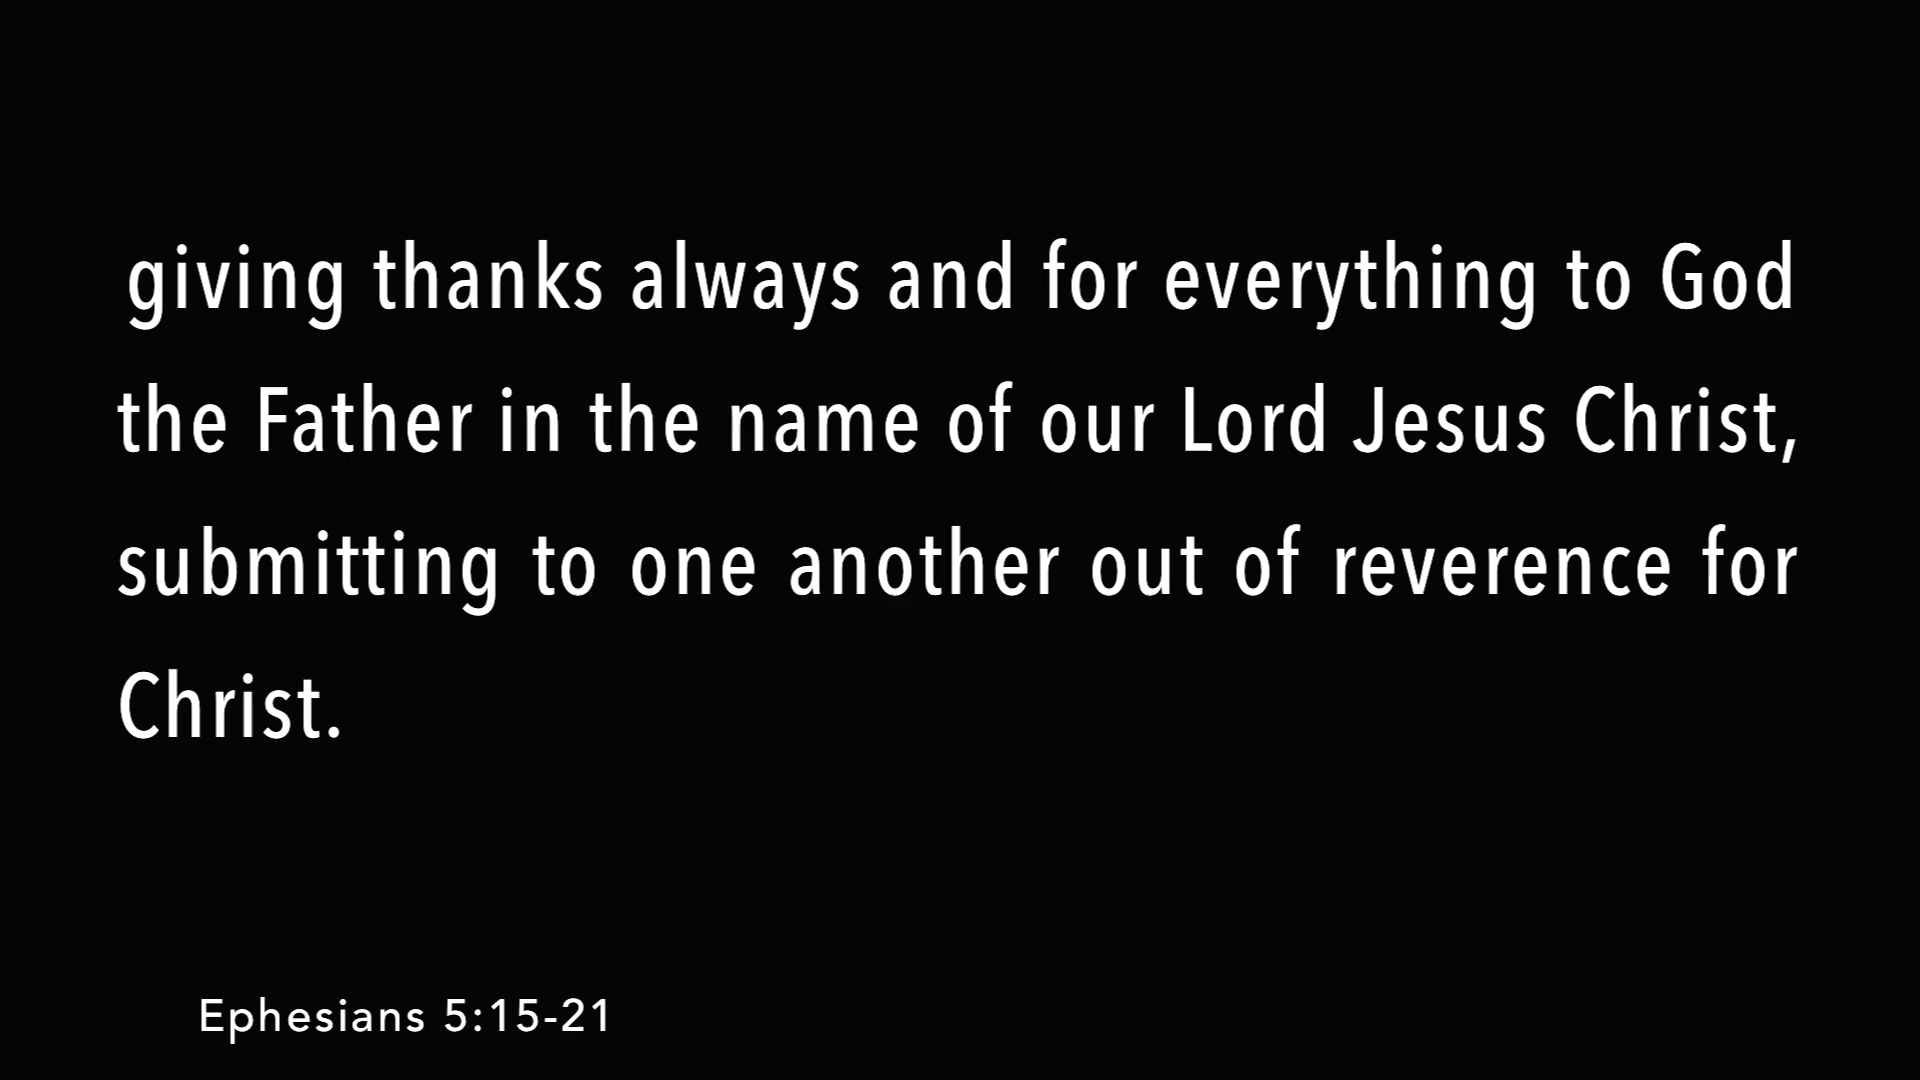 giving thanks always and for everything to God
the Father in the name of our Lord Jesus Christ,
submitting to one another out of reverence for
Christ.
Ephesians 5:15-21